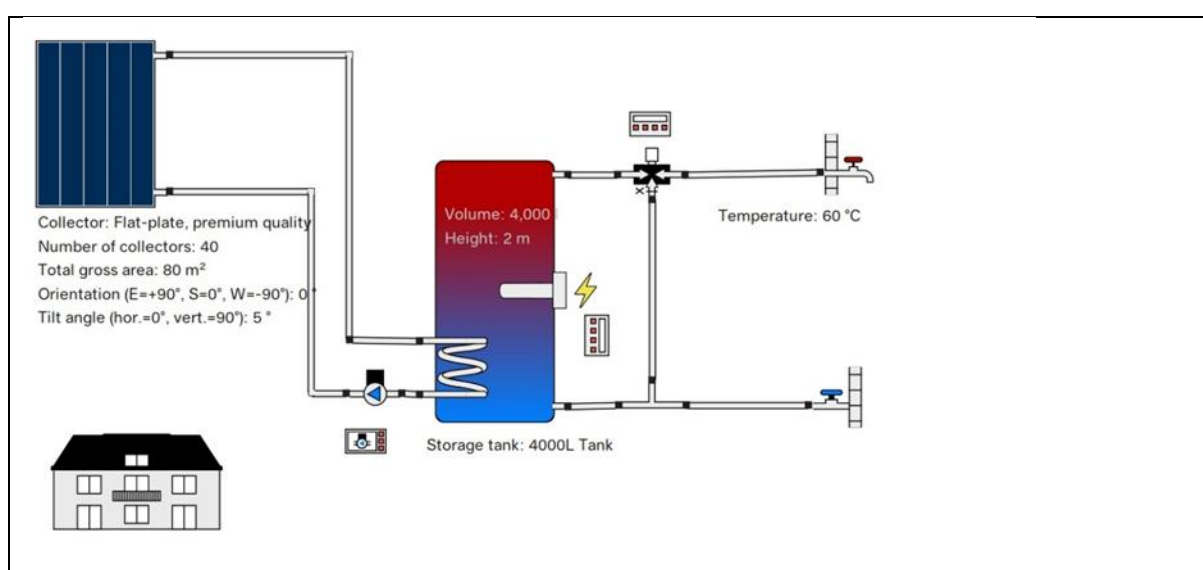 Collector: Flat-plate, premium quality
Number of collectors: 40
Total gross area: 80 m²
Orientation (E=+90°, S=0°, W=-90°): 0 °
Tilt angle (hor.=0°, vert.=90°): 5 °
Volume: 4,000 l
Height: 2 m
Temperature: 60 °C
Storage tank: 4000L Tank